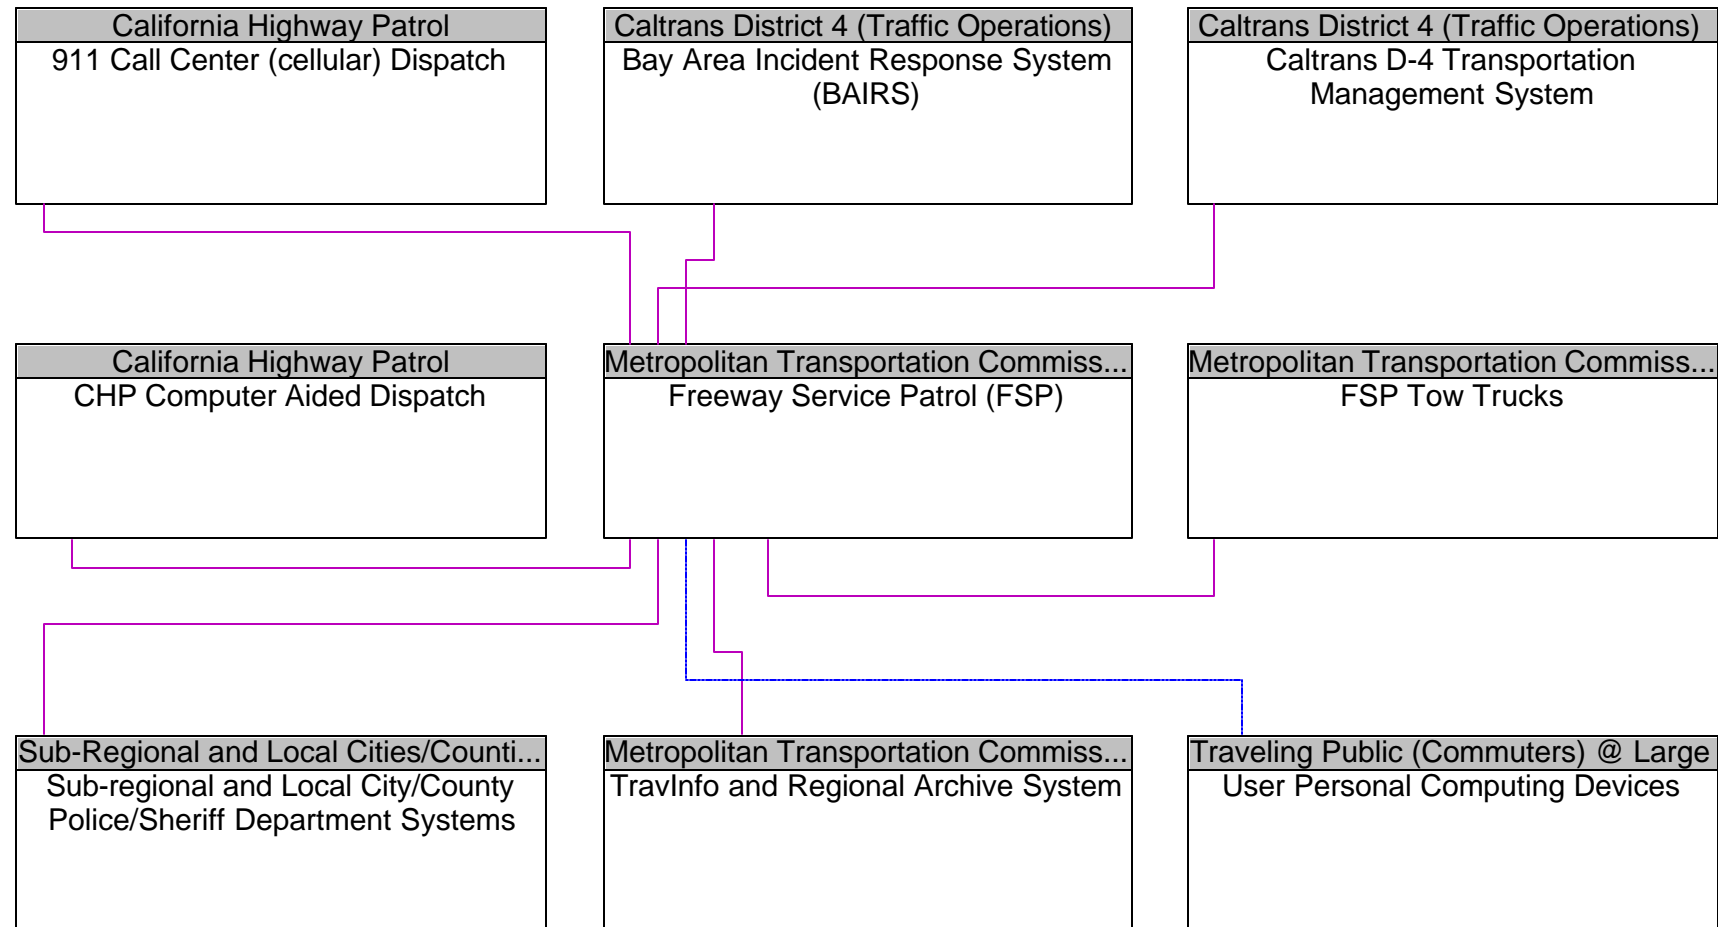 California Highway Patrol
911 Call Center (cellular) Dispatch
Caltrans District 4 (Traffic Operations)
Bay Area Incident Response System
(BAIRS)
Caltrans District 4 (Traffic Operations)
Caltrans D-4 Transportation
Management System
California Highway Patrol
CHP Computer Aided Dispatch
Metropolitan Transportation Commiss...
Freeway Service Patrol (FSP)
Metropolitan Transportation Commiss...
FSP Tow Trucks
Sub-Regional and Local Cities/Counti...
Sub-regional and Local City/County
Police/Sheriff Department Systems
Metropolitan Transportation Commiss...
TravInfo and Regional Archive System
Traveling Public (Commuters) @ Large
User Personal Computing Devices